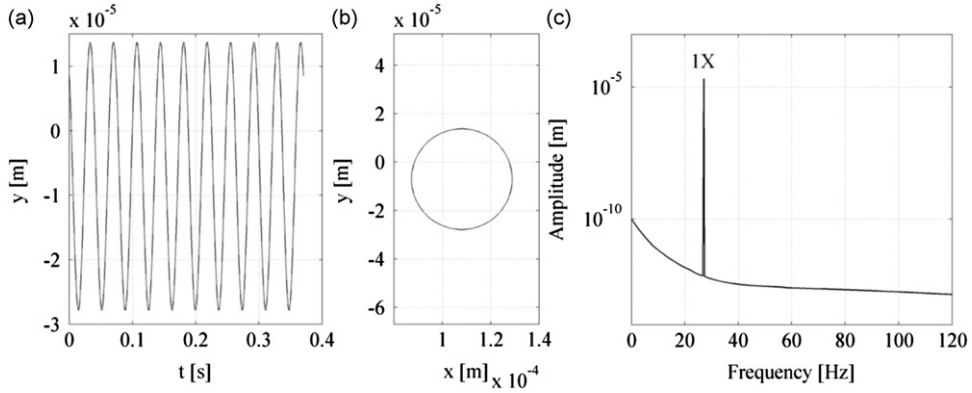 (a)
x 10⁻⁵
1
0
-1
-2
-3
0
0.1
0.2
0.3
0.4
y [m]
t [s]
(b)
x 10⁻⁵
4
2
0
-2
-4
-6
1
1.2
1.4
y [m]
x [m] x 10⁻⁴
(c)
1X
10⁻⁵
10⁻¹⁰
0
20
40
60
80
100
120
Amplitude [m]
Frequency [Hz]